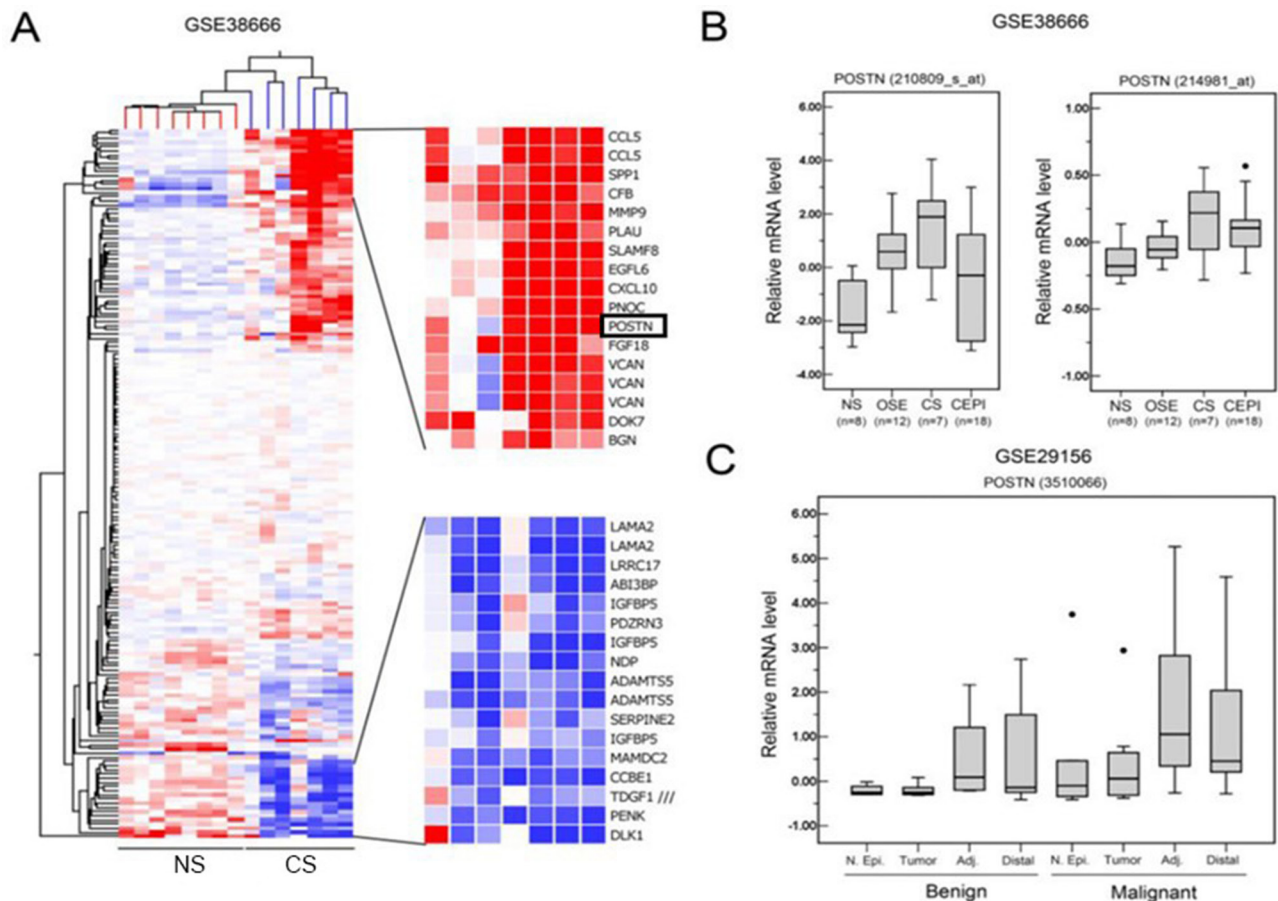 A
GSE38666
CCL5
CCL5
SPP1
CFB
MMP9
PLAU
SLAMF8
EGFL6
CXCL10
PNOC
POSTN
FGF18
VCAN
VCAN
VCAN
DOK7
BGN
LAMA2
LAMA2
LRRC17
ABI3BP
IGFBP5
PDZRN3
IGFBP5
NDP
ADAMTS5
ADAMTS5
SERPINE2
IGFBP5
MAMDC2
CCBE1
TDGF1 ///
PENK
DLK1
NS CS
B
GSE38666
POSTN (210809_s_at)
Relative mRNA level
6.00
4.00
2.00
0.00
-2.00
-4.00
NS OSE CS CEPI
(n=8) (n=12) (n=7) (n=18)
POSTN (214981_at)
Relative mRNA level
1.00
0.50
0.00
-0.50
-1.00
NS OSE CS CEPI
(n=8) (n=12) (n=7) (n=18)
C
GSE29156
POSTN (3510066)
Relative mRNA level
6.00
5.00
4.00
3.00
2.00
1.00
0.00
-1.00
N. Epi. Tumor Adj. Distal N. Epi. Tumor Adj. Distal
Benign Malignant